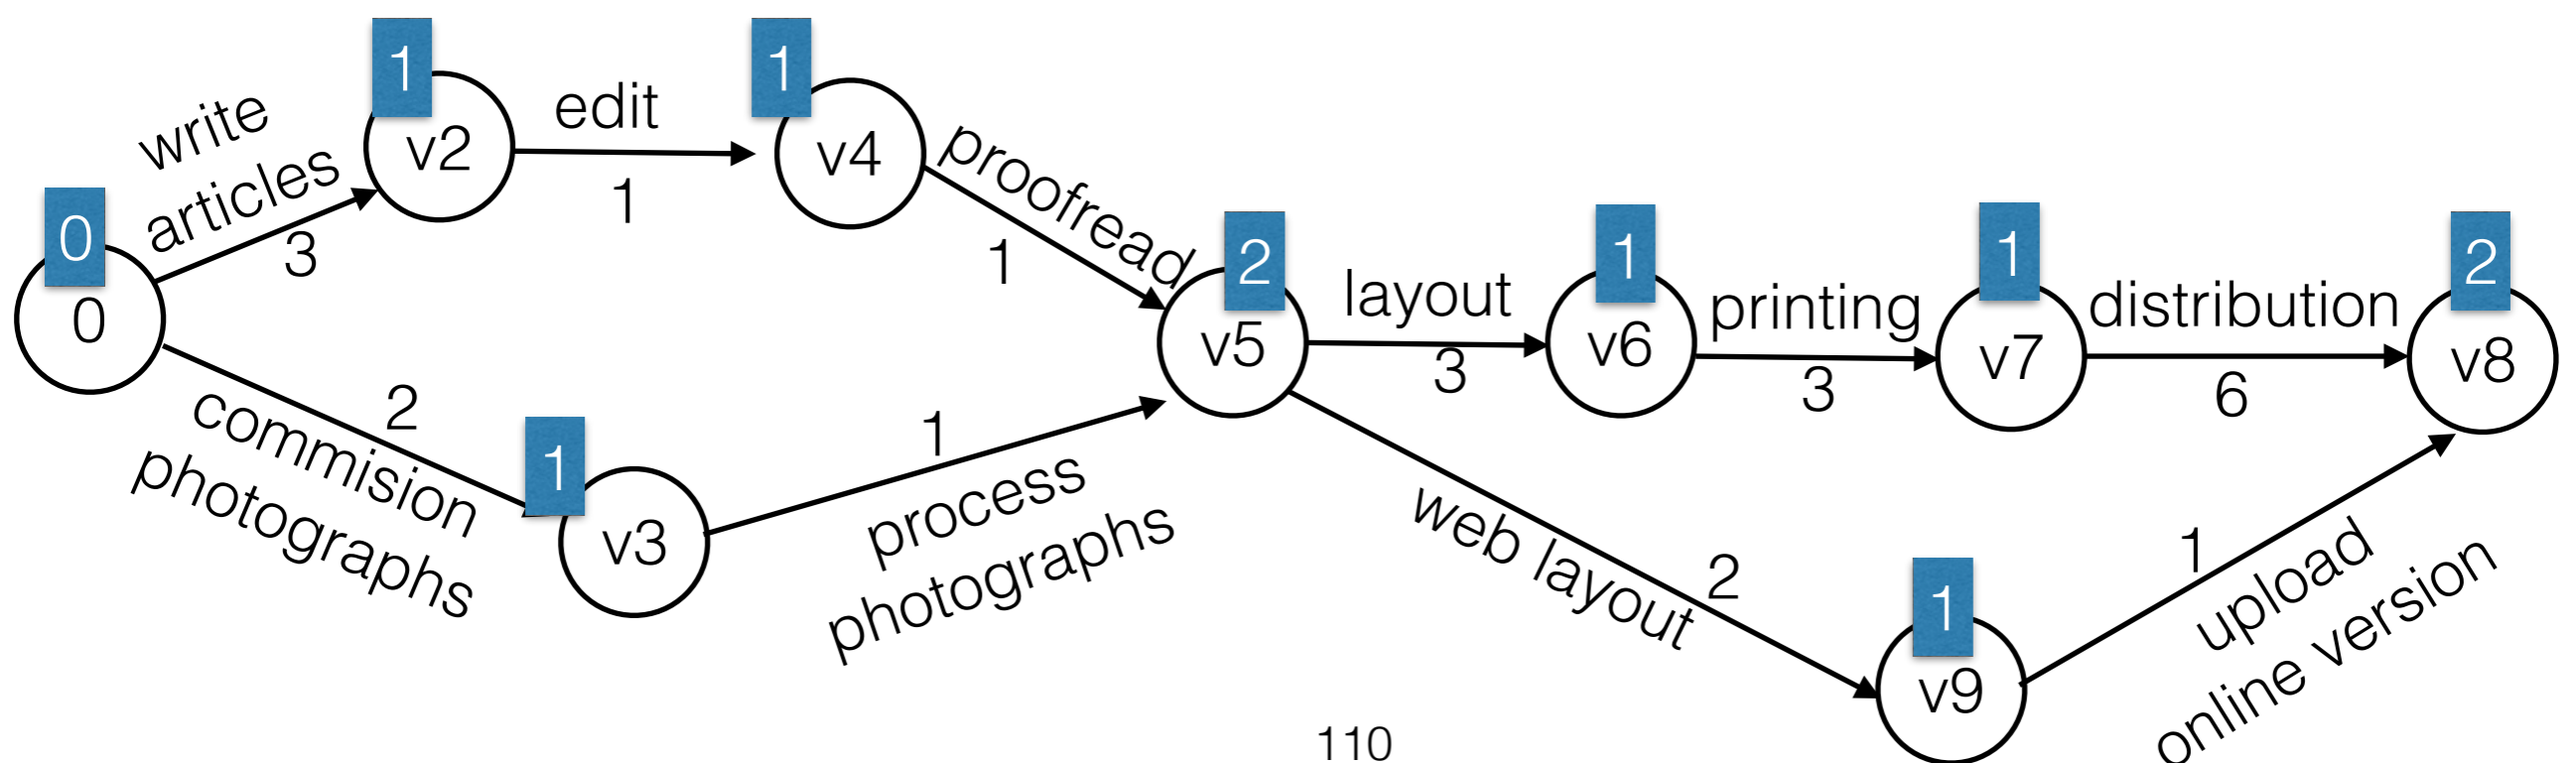 1
1
write
articles
edit
v2
v4
1
3
proofread
1
0
0
2
commision
photographs
1
v3
1
process
photographs
2
v5
layout
3
1
v6
printing
3
1
v7
distribution
6
2
v8
web layout
2
1
v9
1
upload
online version
110